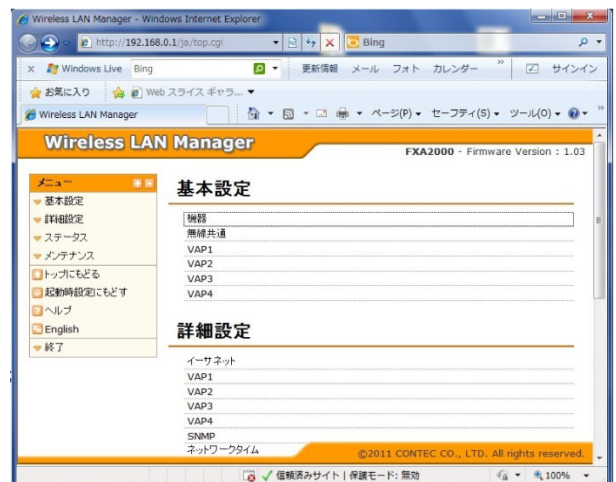 Wireless LAN Manager - Windows Internet Explorer
http://192.168.0.1/ja/top.cgi
Bing
Windows Live Bing 更新情報 メール フォト カレンダー サインイン
お気に入り Web スライス ギャラ...
Wireless LAN Manager ページ(P) セーフティ(S) ツール(O)
Wireless LAN Manager
FXA2000 - Firmware Version : 1.03
メニュー
基本設定
詳細設定
ステータス
メンテナンス
トップにもどる
起動時設定にもどす
ヘルプ
English
終了
基本設定
機器
無線共通
VAP1
VAP2
VAP3
VAP4
詳細設定
イーサネット
VAP1
VAP2
VAP3
VAP4
SNMP
ネットワークタイム
©2011 CONTEC CO., LTD. All rights reserved.
信頼済みサイト | 保護モード: 無効 100%